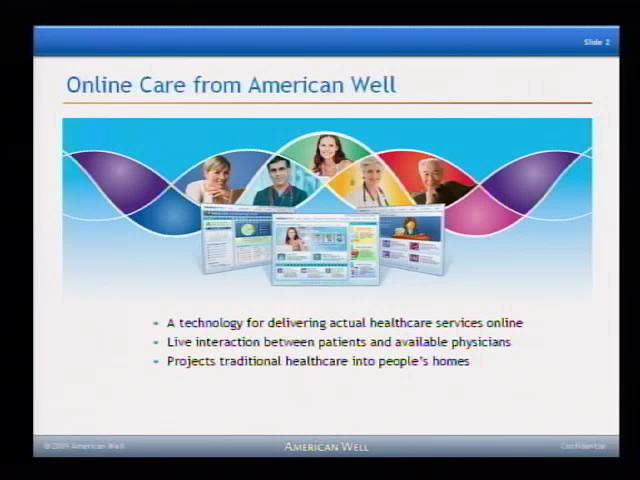 Slide 2
Online Care from American Well
A technology for delivering actual healthcare services online
Live interaction between patients and available physicians
Projects traditional healthcare into people's homes
© 2009 American Well
AMERICAN WELL
Confidential